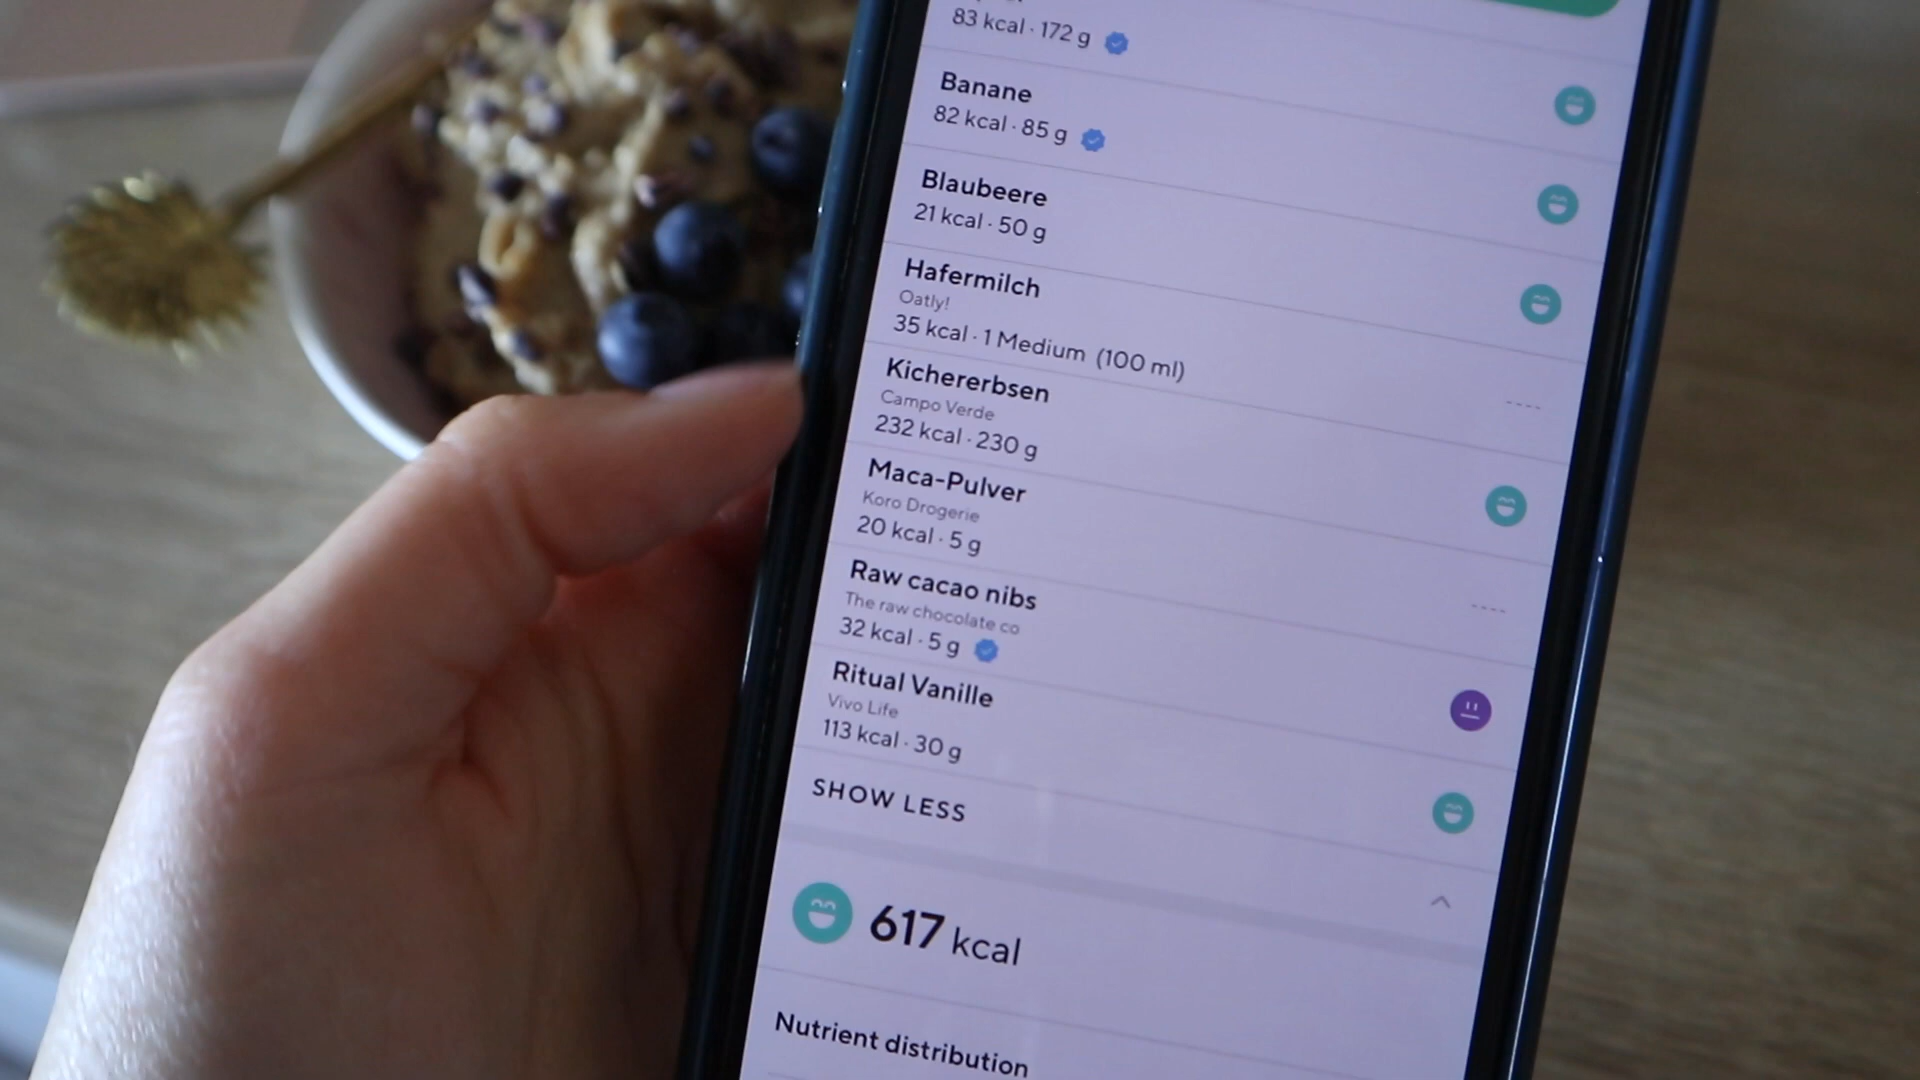 83 kcal · 172 g
Banane
82 kcal · 85 g
Blaubeere
21 kcal · 50 g
Hafermilch
Oatly!
35 kcal · 1 Medium (100 ml)
Kichererbsen
Campo Verde
232 kcal · 230 g
Maca-Pulver
Koro Drogerie
20 kcal · 5 g
Raw cacao nibs
The raw chocolate co
32 kcal · 5 g
Ritual Vanille
Vivo Life
113 kcal · 30 g
SHOW LESS
617 kcal
Nutrient distribution